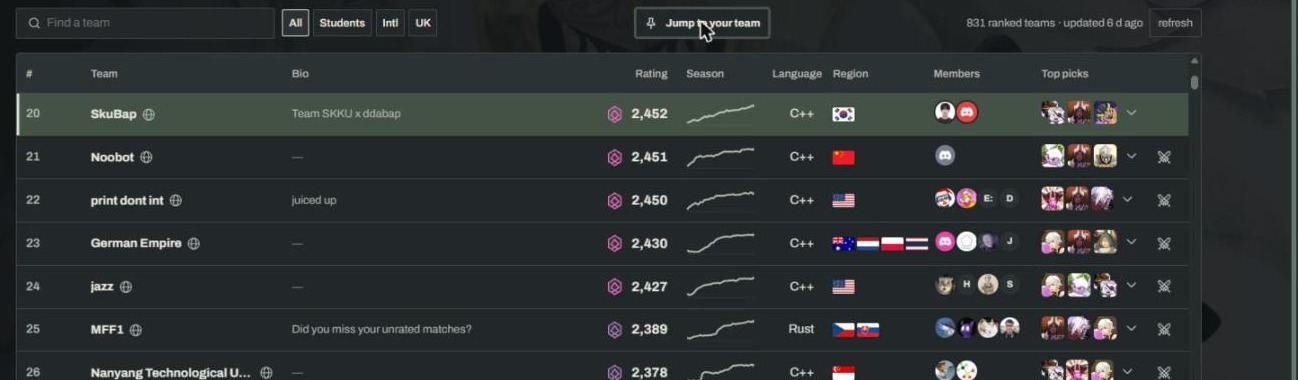 Find a team All Students Intl UK Jump to your team 831 ranked teams · updated 6 d ago refresh
# Team Bio Rating Season Language Region Members Top picks
20 SkuBap Team SKKU x ddabap 2,452 C++
21 Noobot — 2,451 C++
22 print dont int juiced up 2,450 C++ E: D
23 German Empire — 2,430 C++ J
24 jazz — 2,427 C++ H S
25 MFF1 Did you miss your unrated matches? 2,389 Rust
26 Nanyang Technological U... — 2,378 C++